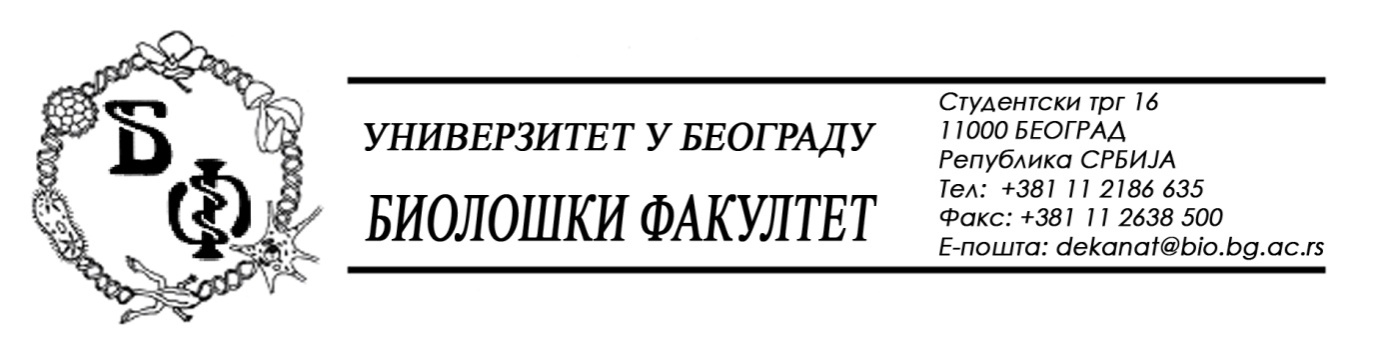 БФ
УНИВЕРЗИТЕТ У БЕОГРАДУ
БИОЛОШКИ ФАКУЛТЕТ
Студентски трг 16
11000 БЕОГРАД
Република СРБИЈА
Тел: +381 11 2186 635
Факс: +381 11 2638 500
Е-пошта: dekanat@bio.bg.ac.rs